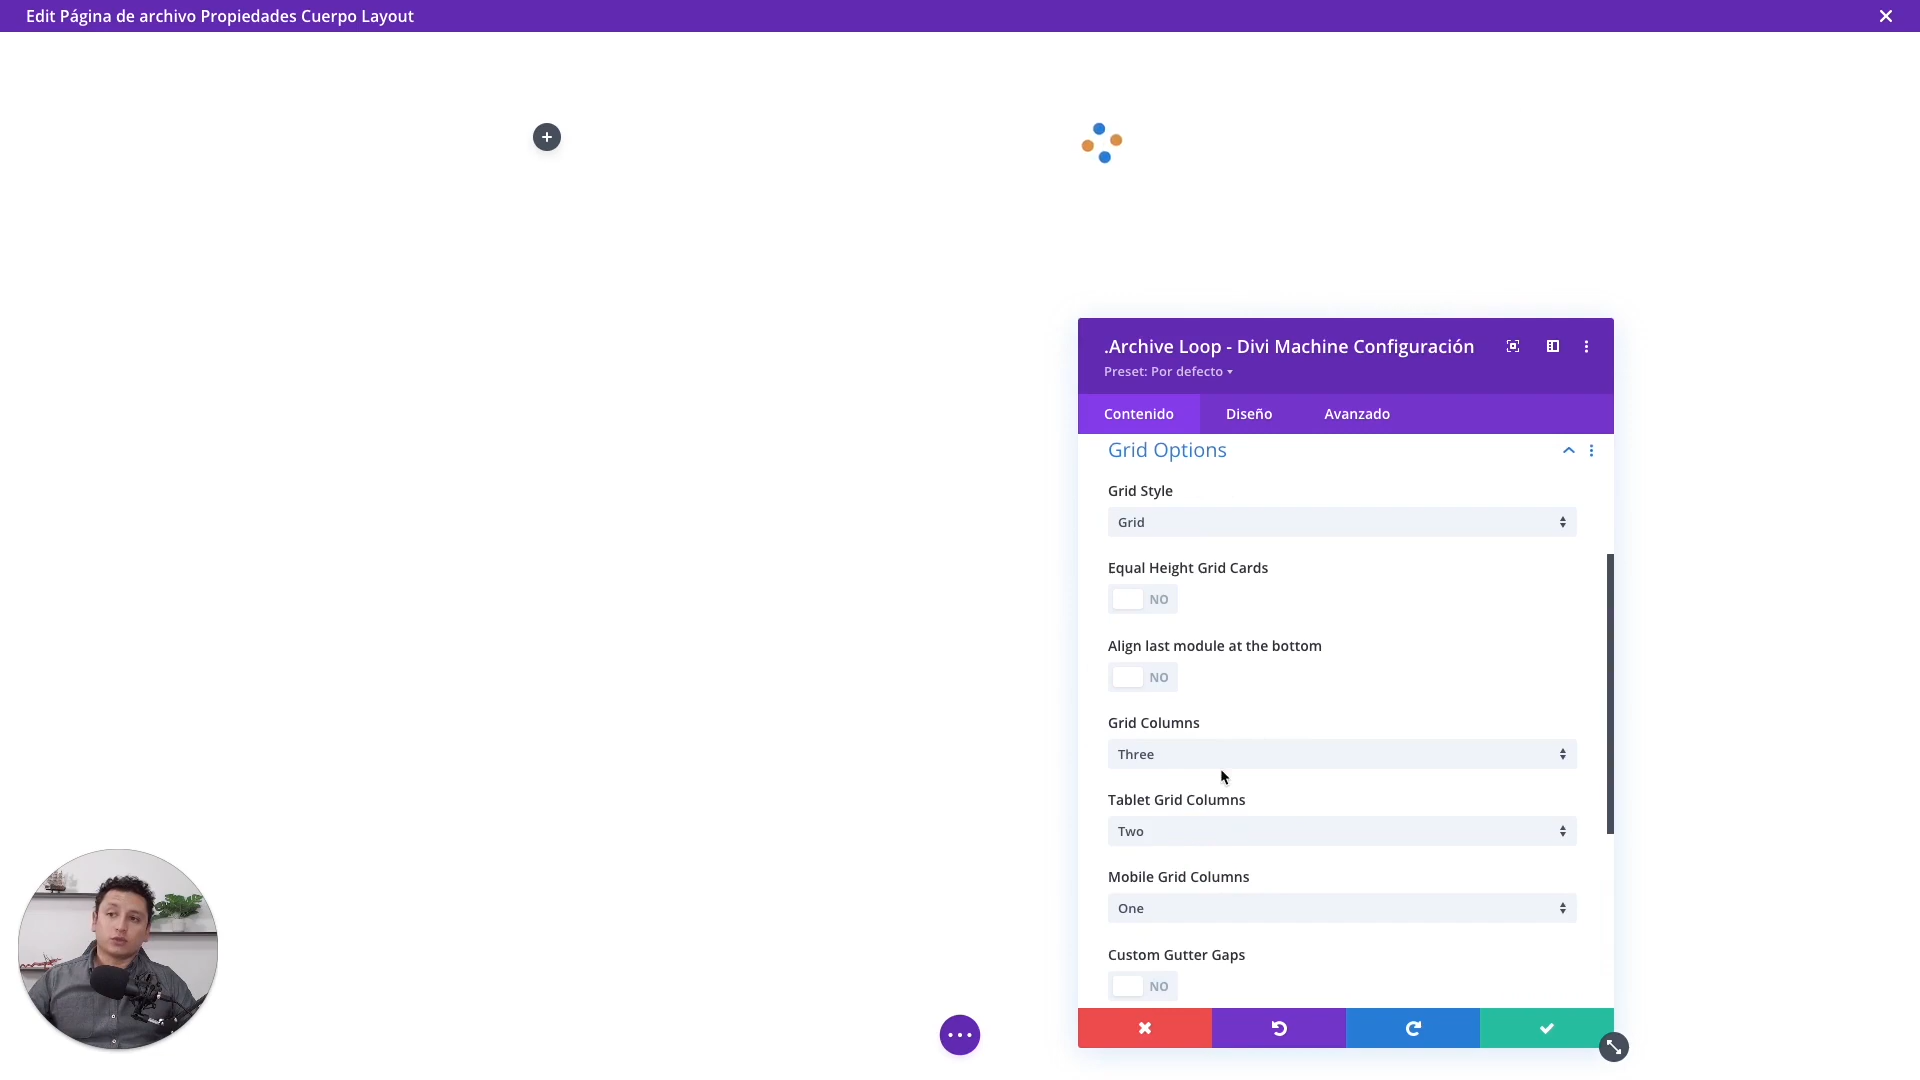 Edit Página de archivo Propiedades Cuerpo Layout
.Archive Loop - Divi Machine Configuración
Preset: Por defecto
Contenido Diseño Avanzado
Grid Options
Grid Style
Grid
Equal Height Grid Cards
NO
Align last module at the bottom
NO
Grid Columns
Three
Tablet Grid Columns
Two
Mobile Grid Columns
One
Custom Gutter Gaps
NO